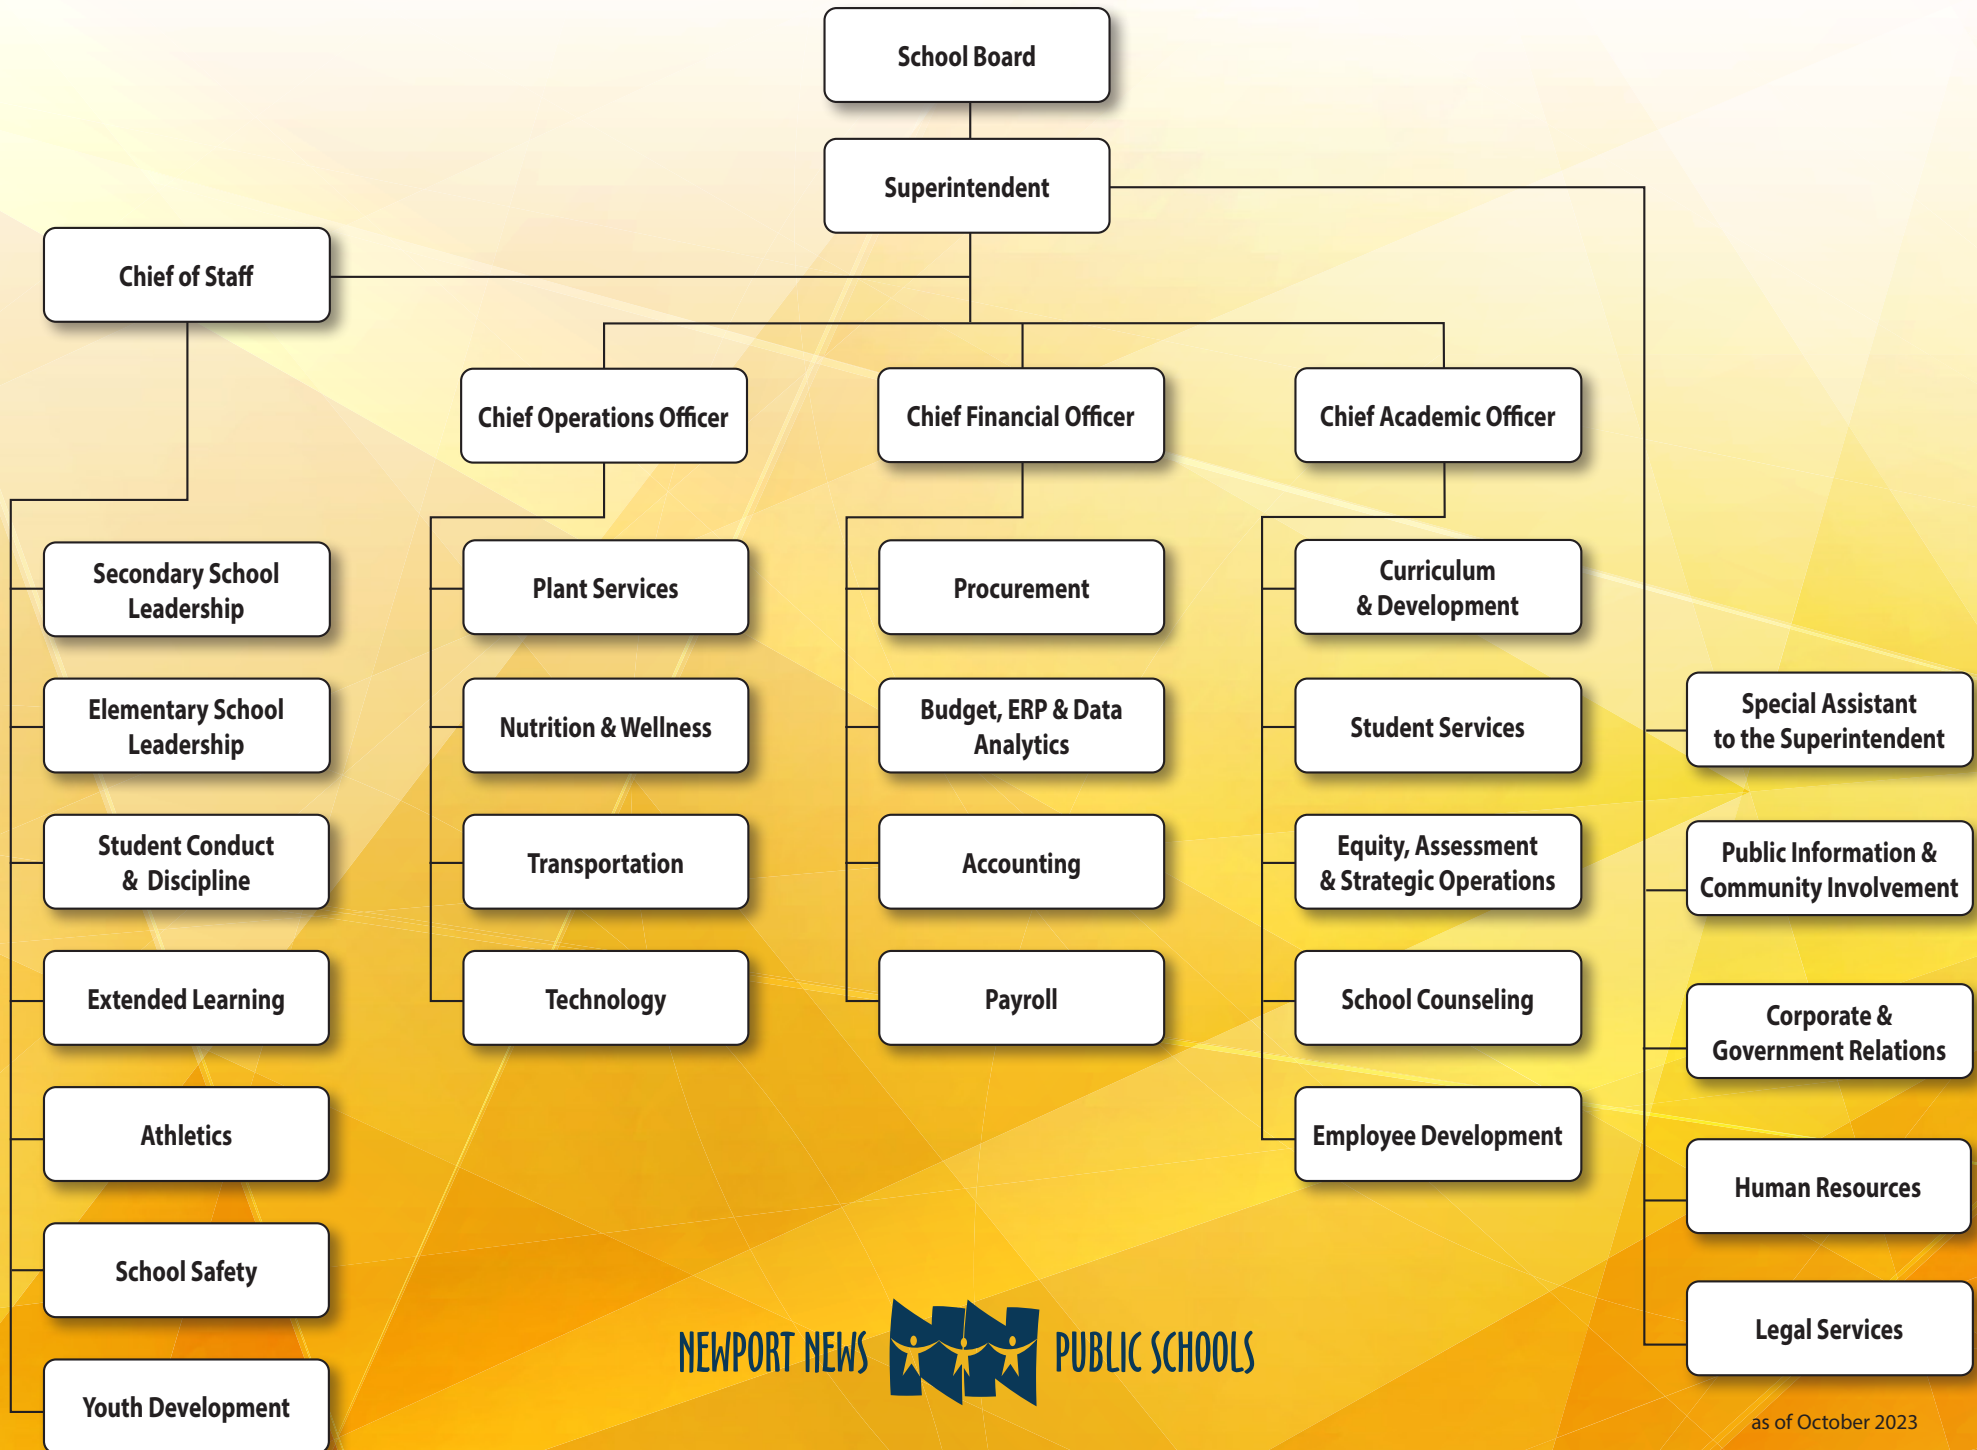 School Board
Superintendent
Chief of Staff
Chief Operations Officer
Chief Financial Officer
Chief Academic Officer
Secondary School
Leadership
Elementary School
Leadership
Student Conduct
& Discipline
Extended Learning
Athletics
School Safety
Youth Development
Plant Services
Nutrition & Wellness
Transportation
Technology
Procurement
Budget, ERP & Data
Analytics
Accounting
Payroll
Curriculum
& Development
Student Services
Equity, Assessment
& Strategic Operations
School Counseling
Employee Development
Special Assistant
to the Superintendent
Public Information &
Community Involvement
Corporate &
Government Relations
Human Resources
Legal Services
NEWPORT NEWS PUBLIC SCHOOLS
as of October 2023